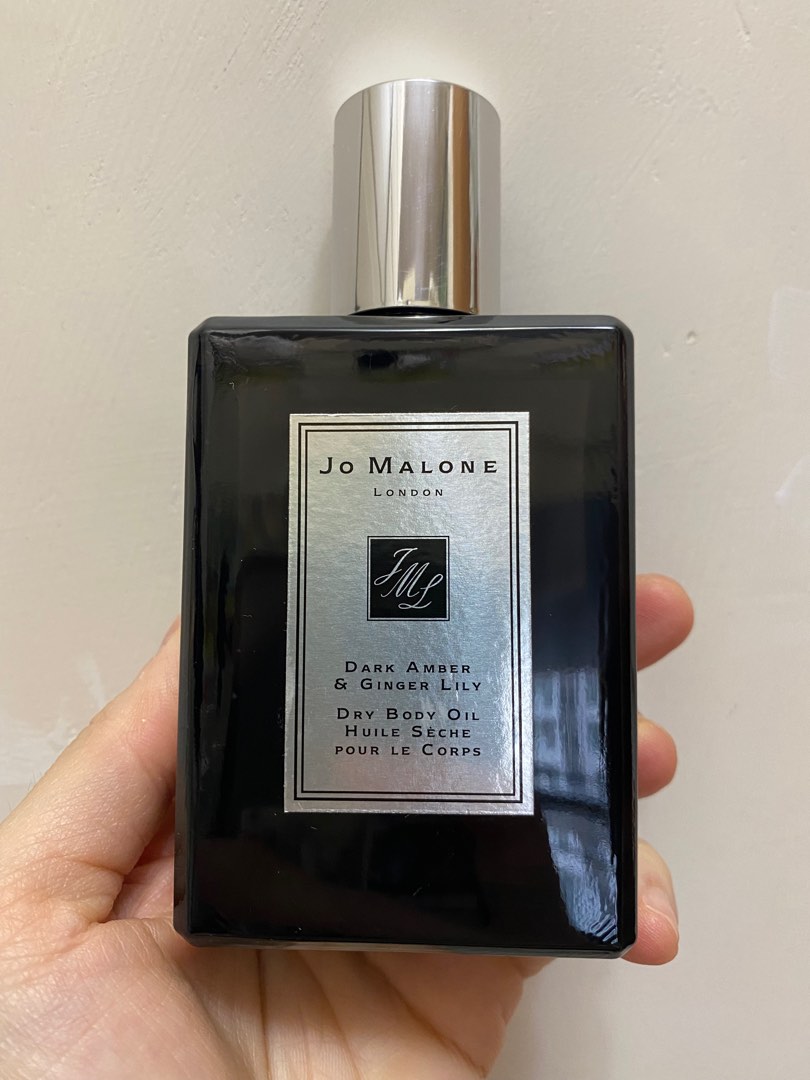 Jo Malone
London
JML
Dark Amber
& Ginger Lily
Dry Body Oil
Huile Sèche
pour le Corps